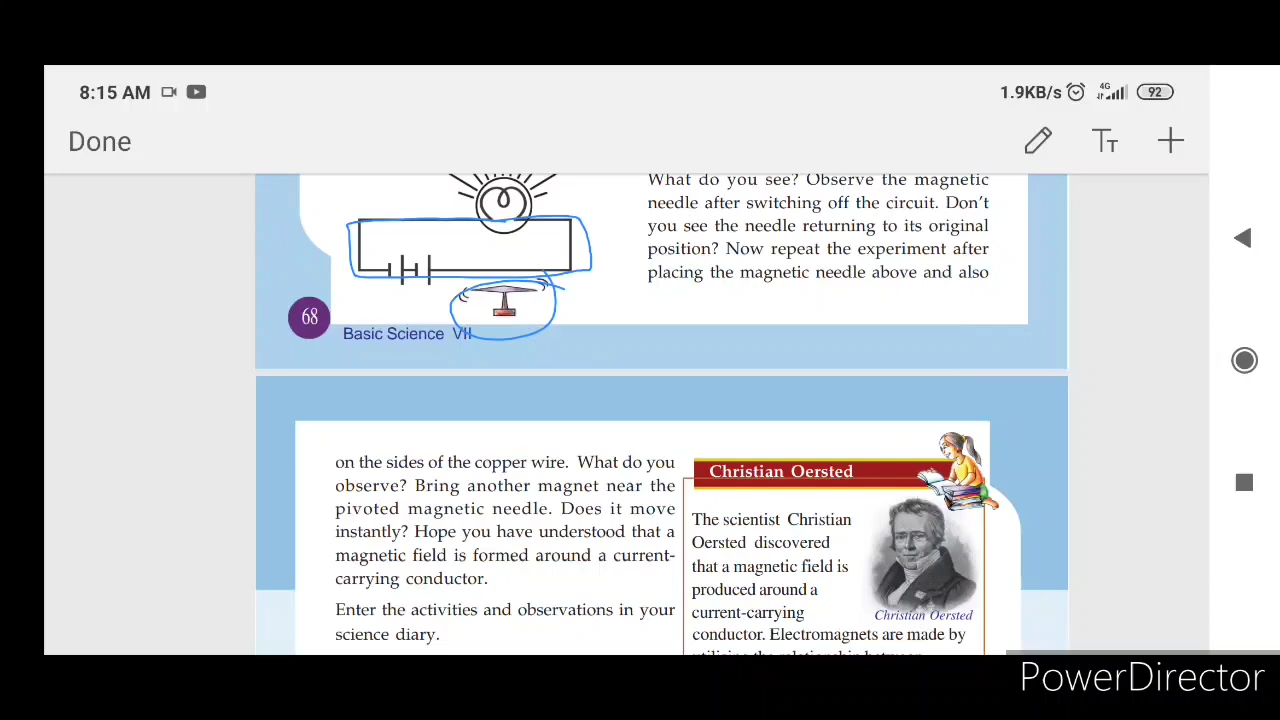 8:15 AM
1.9KB/s 4G 92
Done
TT
What do you see? Observe the magnetic
needle after switching off the circuit. Don't
you see the needle returning to its original
position? Now repeat the experiment after
placing the magnetic needle above and also
68
Basic Science VII
on the sides of the copper wire. What do you
observe? Bring another magnet near the
pivoted magnetic needle. Does it move
instantly? Hope you have understood that a
magnetic field is formed around a current-
carrying conductor.
Enter the activities and observations in your
science diary.
Christian Oersted
The scientist Christian
Oersted discovered
that a magnetic field is
produced around a
current-carrying
conductor. Electromagnets are made by
Christian Oersted
PowerDirector